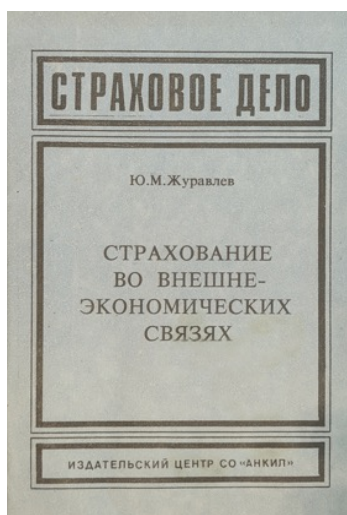 СТРАХОВОЕ ДЕЛО
Ю.М.Журавлев
СТРАХОВАНИЕ
ВО ВНЕШНЕ-
ЭКОНОМИЧЕСКИХ
СВЯЗЯХ
ИЗДАТЕЛЬСКИЙ ЦЕНТР СО «АНКИЛ»